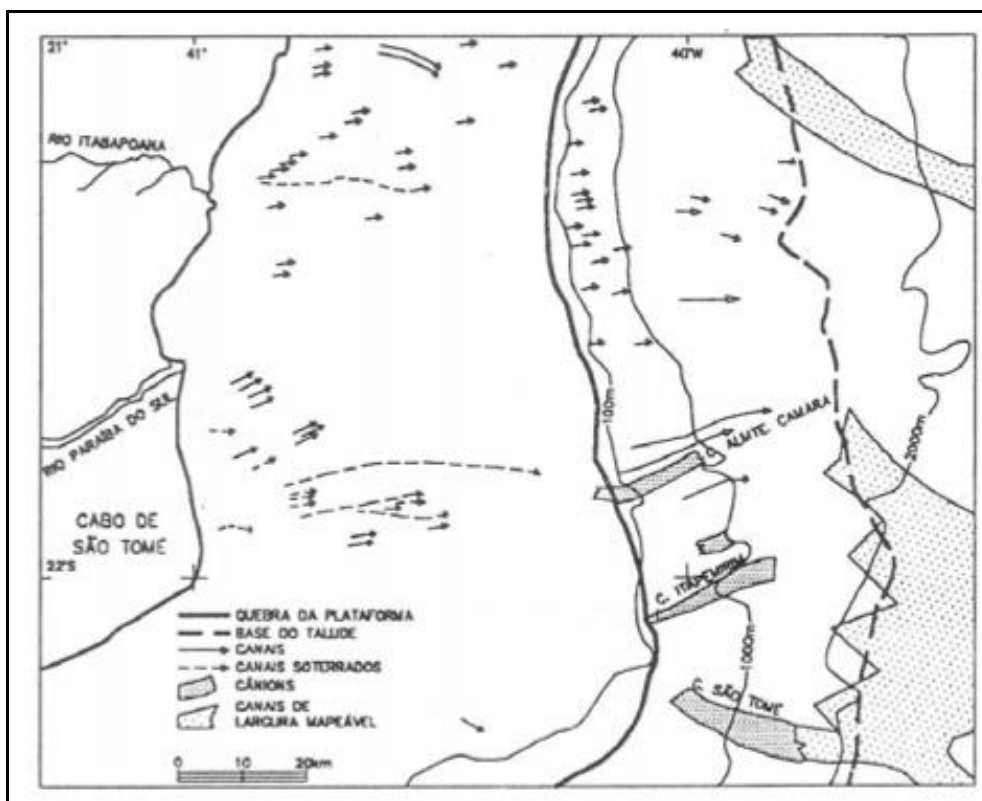 21°
41°
40°W
RIO ITABAPOANA
RIO PARAÍBA DO SUL
CABO DE
SÃO TOMÉ
22°S
100m
C. ALMTE. CAMARA
2000m
C. ITAPEMIRIM
1000m
C. SÃO TOMÉ
QUEBRA DA PLATAFORMA
BASE DO TALUDE
CANAIS
CANAIS SOTERRADOS
CÂNIONS
CANAIS DE
LARGURA MAPEÁVEL
0 10 20km